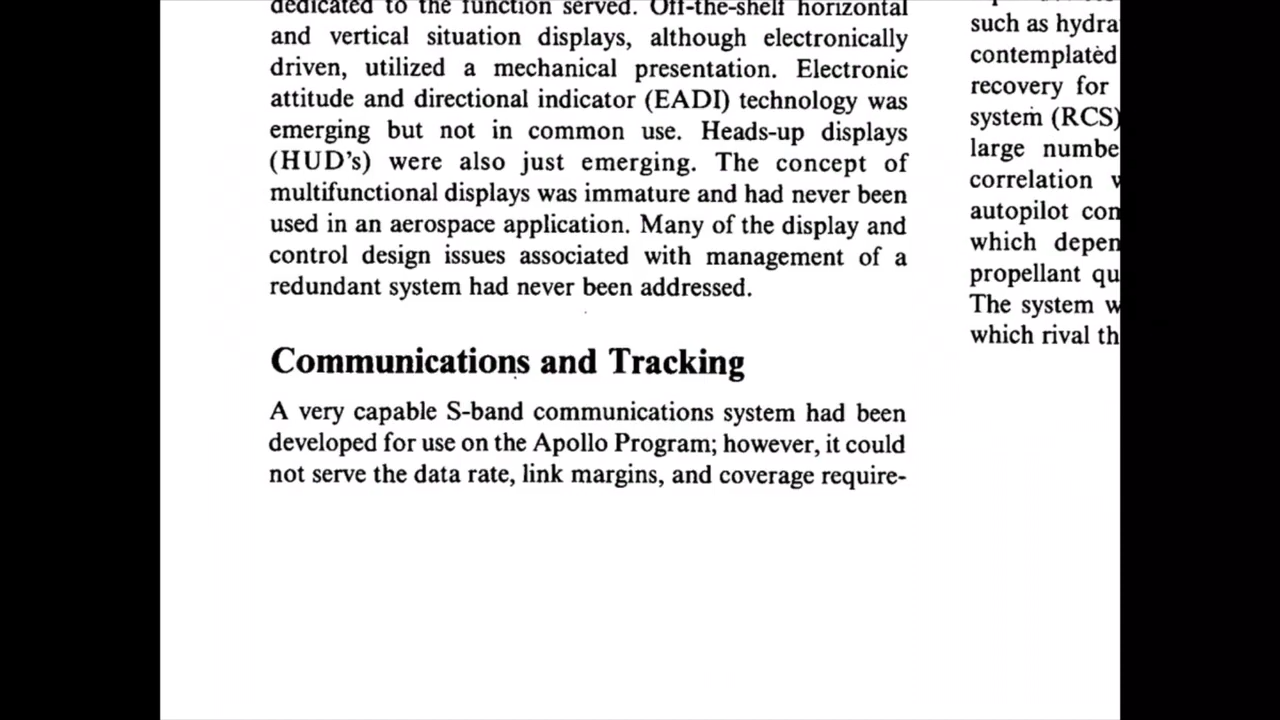 dedicated to the function served. Off-the-shelf horizontal
and vertical situation displays, although electronically
driven, utilized a mechanical presentation. Electronic
attitude and directional indicator (EADI) technology was
emerging but not in common use. Heads-up displays
(HUD's) were also just emerging. The concept of
multifunctional displays was immature and had never been
used in an aerospace application. Many of the display and
control design issues associated with management of a
redundant system had never been addressed.
Communications and Tracking
A very capable S-band communications system had been
developed for use on the Apollo Program; however, it could
not serve the data rate, link margins, and coverage require-
such as hydra
contemplated
recovery for
system (RCS)
large numbe
correlation
autopilot con
which depen
propellant qu
The system w
which rival th